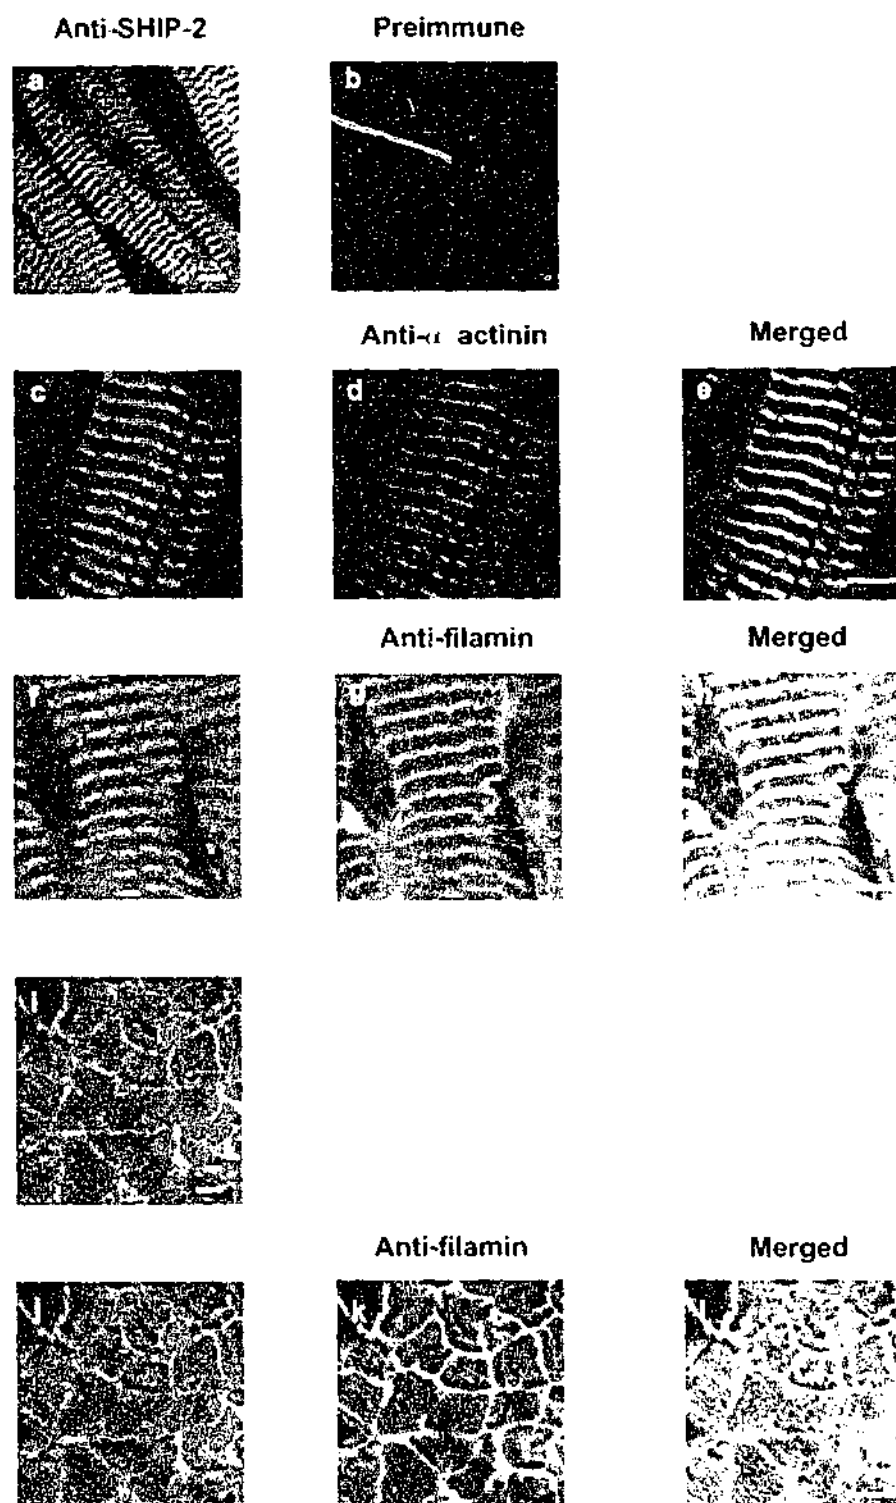 Anti-SHIP-2 Preimmune
a b
Anti-α actinin Merged
c d e
Anti-filamin Merged
f g h
i
Anti-filamin Merged
j k l